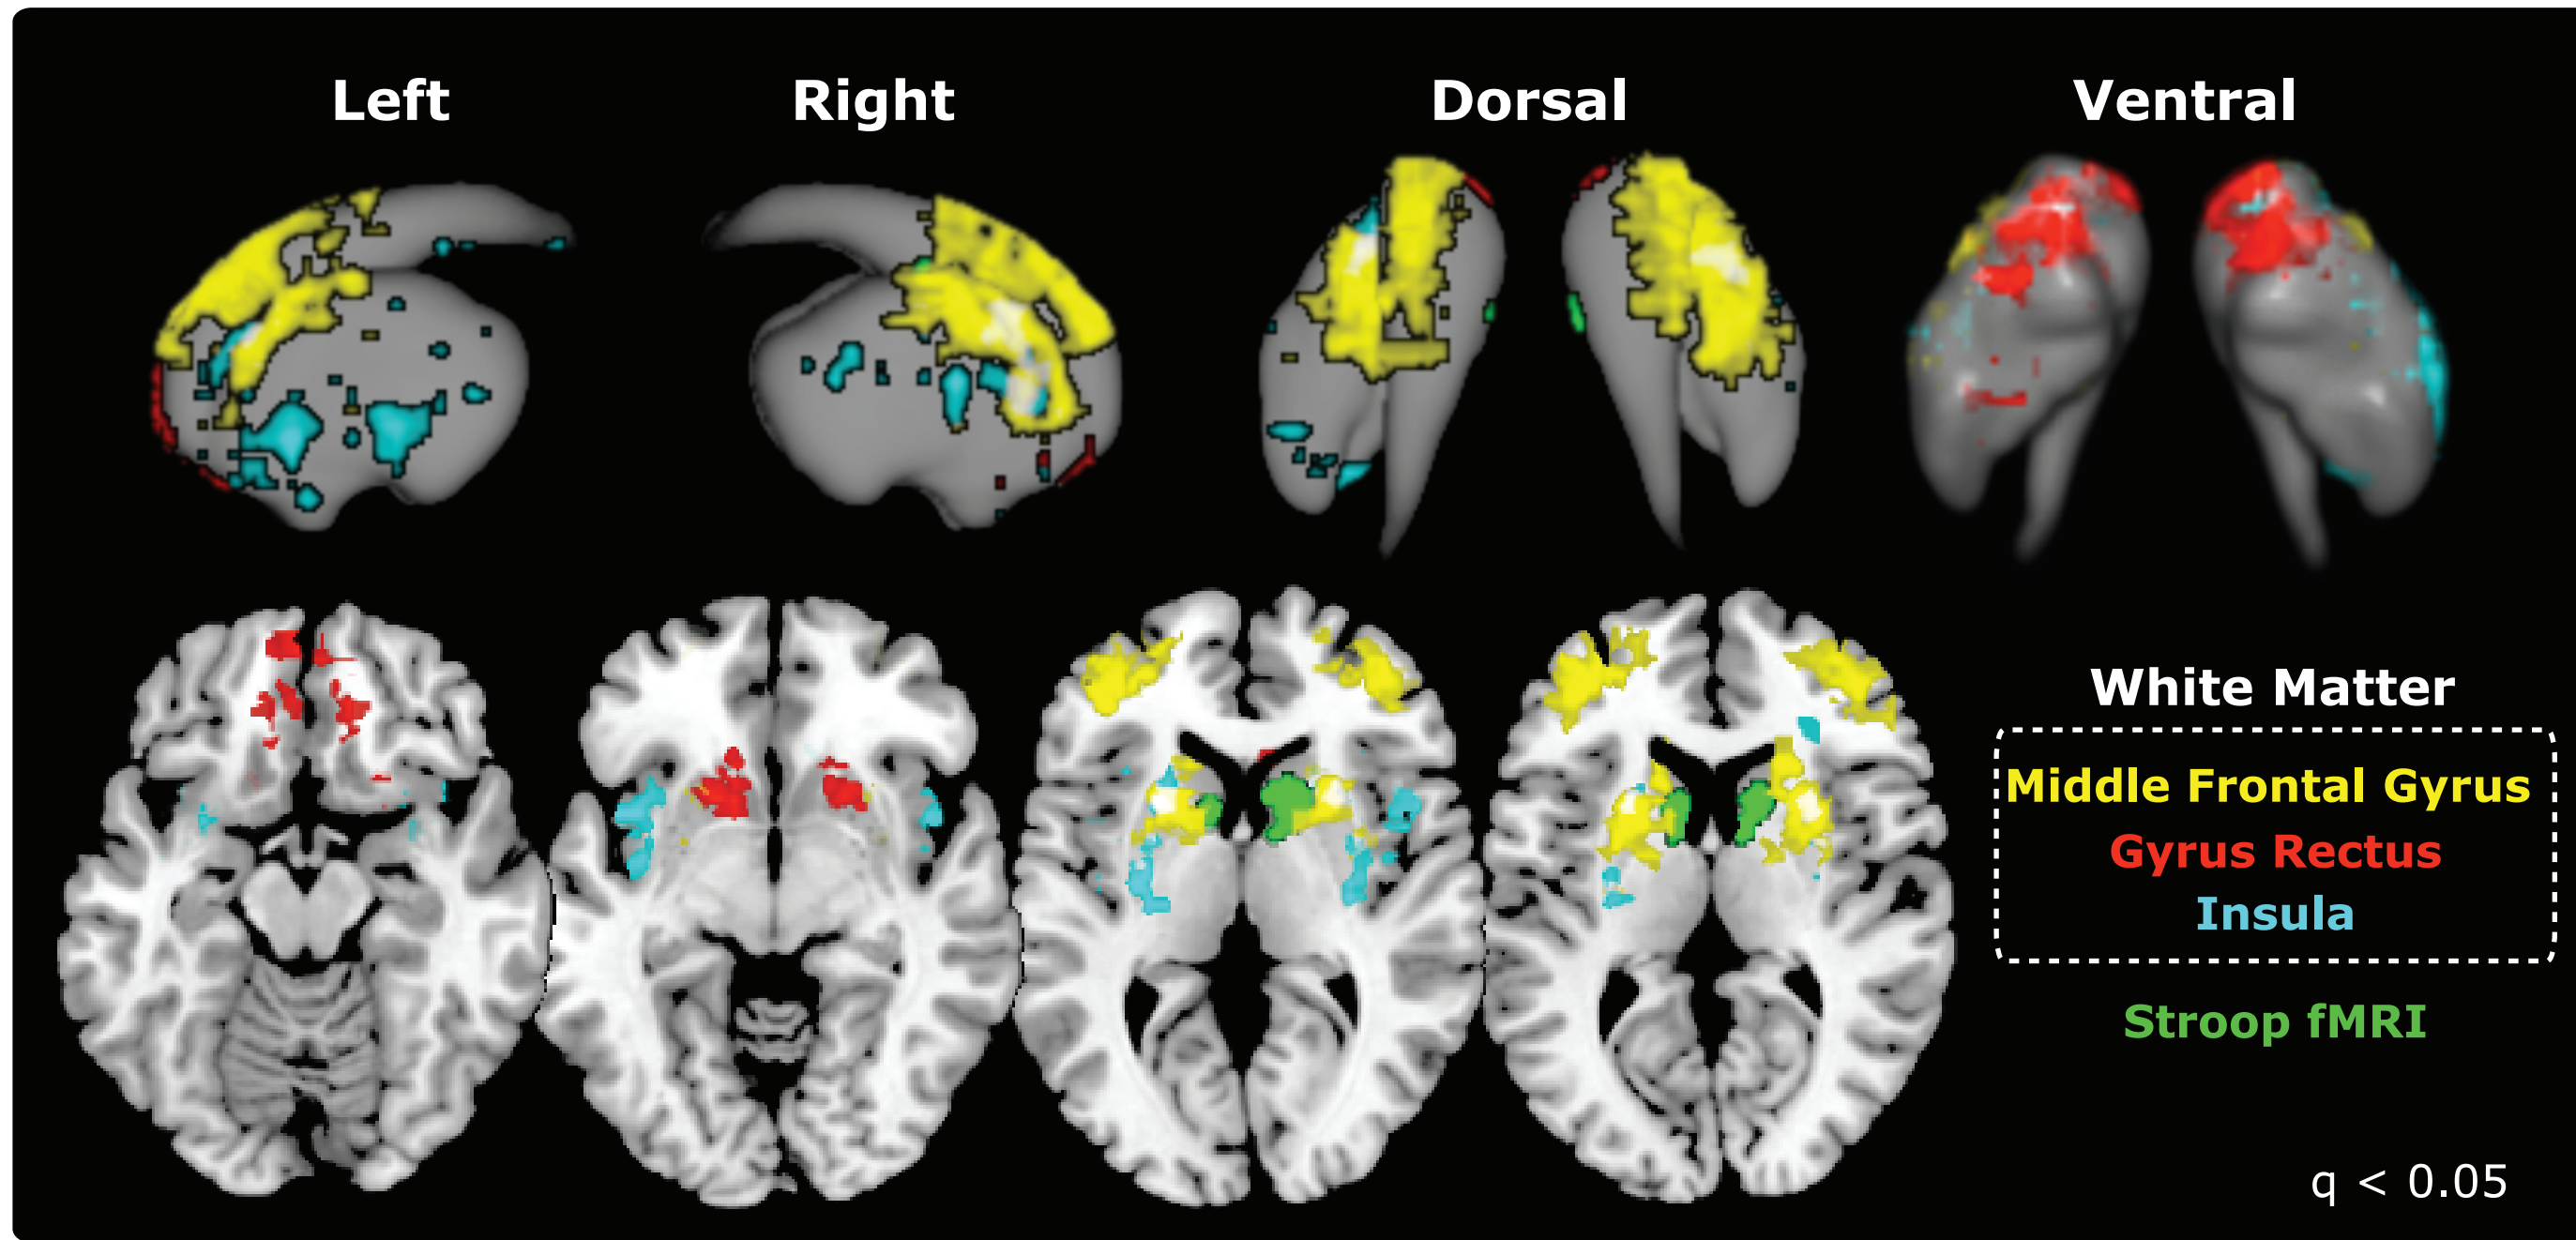 Left
Right
Dorsal
Ventral
White Matter
Middle Frontal Gyrus
Gyrus Rectus
Insula
Stroop fMRI
q < 0.05